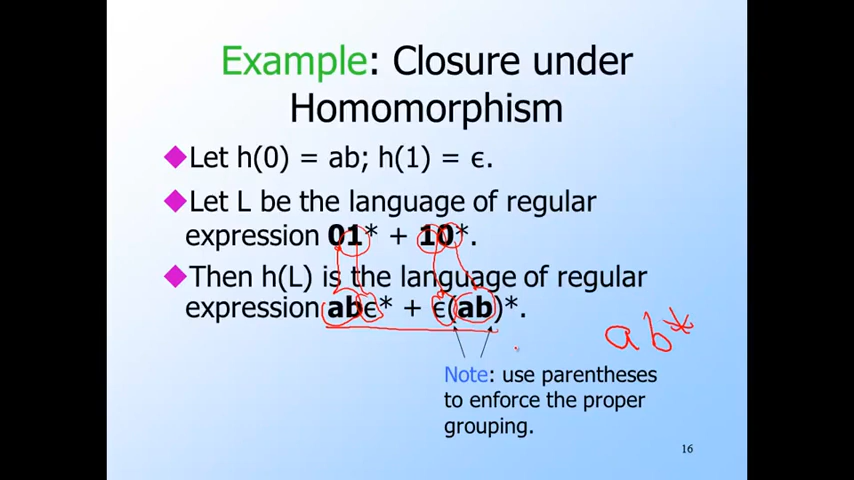 Example: Closure under
Homomorphism
Let h(0) = ab; h(1) = ϵ.
Let L be the language of regular
expression 01* + 10*.
Then h(L) is the language of regular
expression abϵ* + ϵ(ab)*.
ab*
Note: use parentheses
to enforce the proper
grouping.
16